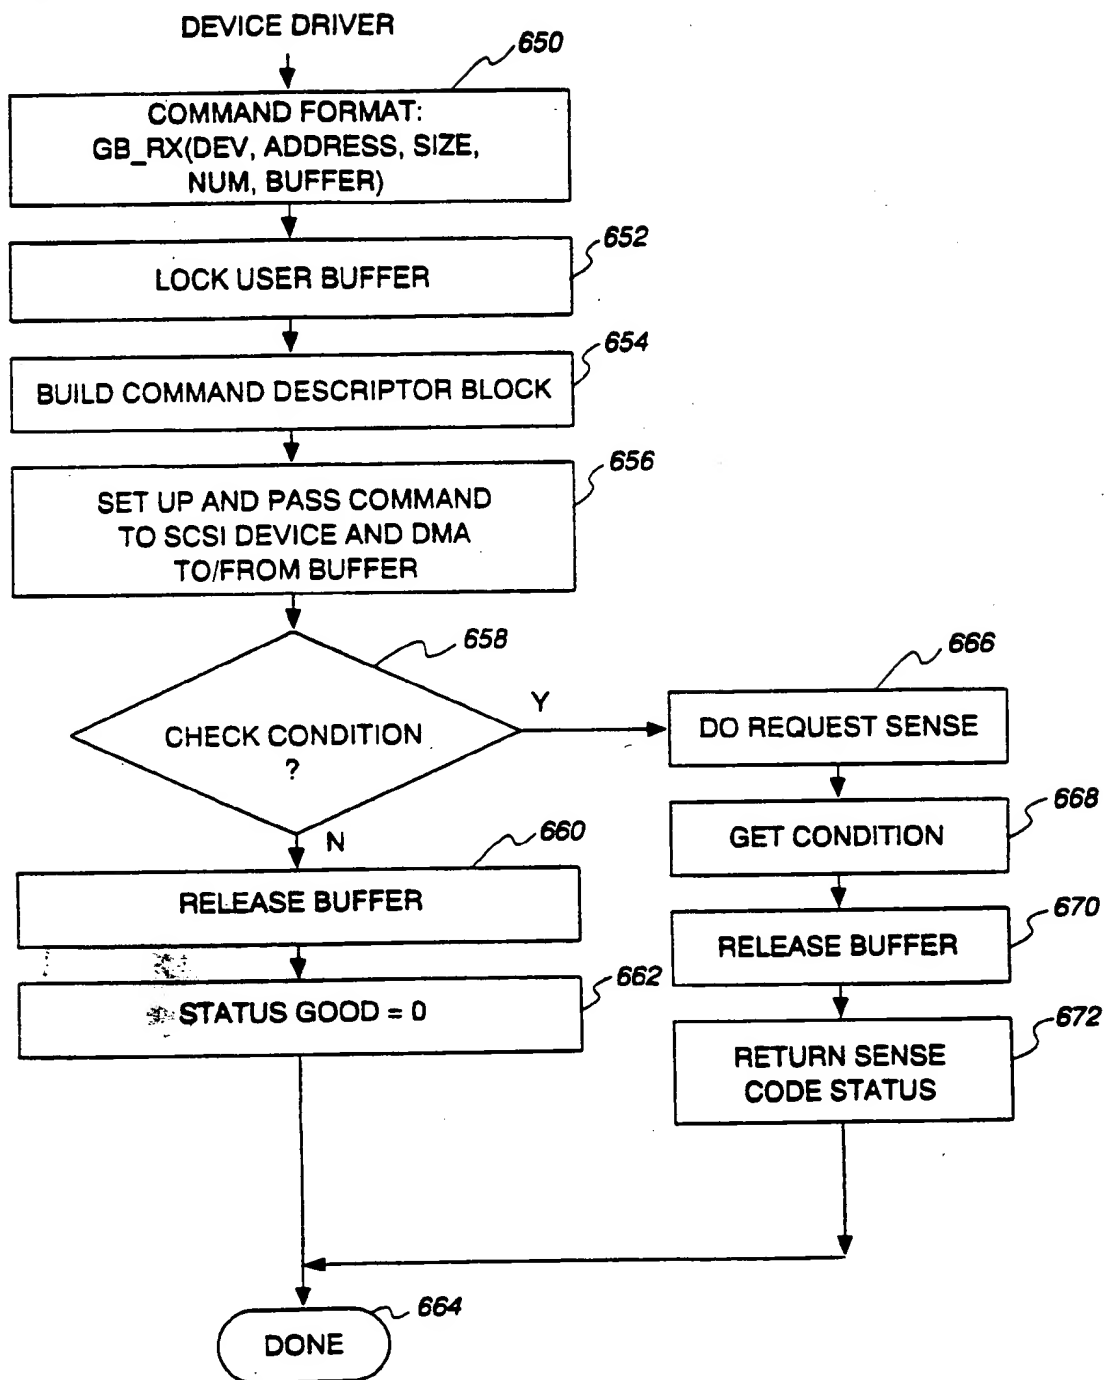 DEVICE DRIVER
650
COMMAND FORMAT:
GB_RX(DEV, ADDRESS, SIZE,
NUM, BUFFER)
652
LOCK USER BUFFER
654
BUILD COMMAND DESCRIPTOR BLOCK
656
SET UP AND PASS COMMAND
TO SCSI DEVICE AND DMA
TO/FROM BUFFER
658
CHECK CONDITION
?
Y
N
666
DO REQUEST SENSE
668
GET CONDITION
660
RELEASE BUFFER
670
RELEASE BUFFER
662
STATUS GOOD = 0
672
RETURN SENSE
CODE STATUS
664
DONE